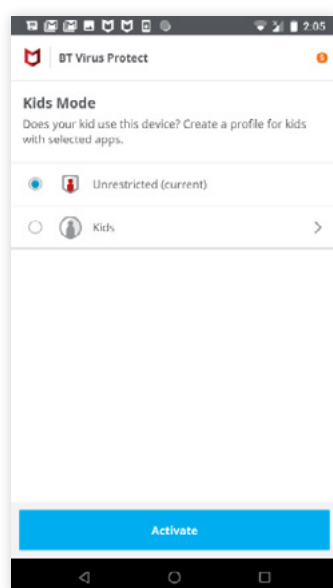 2:05
BT Virus Protect
Kids Mode
Does your kid use this device? Create a profile for kids
with selected apps.
Unrestricted (current)
Kids
Activate